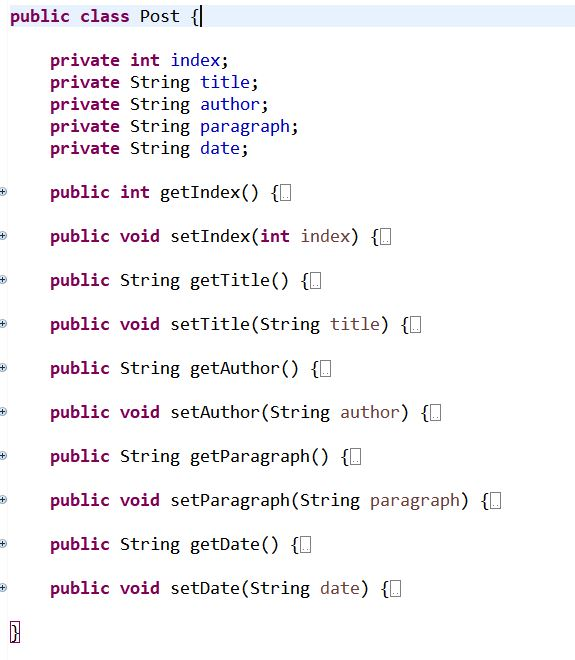 public class Post {
private int index;
private String title;
private String author;
private String paragraph;
private String date;
public int getIndex() {..
public void setIndex(int index) {..
public String getTitle() {..
public void setTitle(String title) {..
public String getAuthor() {..
public void setAuthor(String author) {..
public String getParagraph() {..
public void setParagraph(String paragraph) {..
public String getDate() {..
public void setDate(String date) {..
}